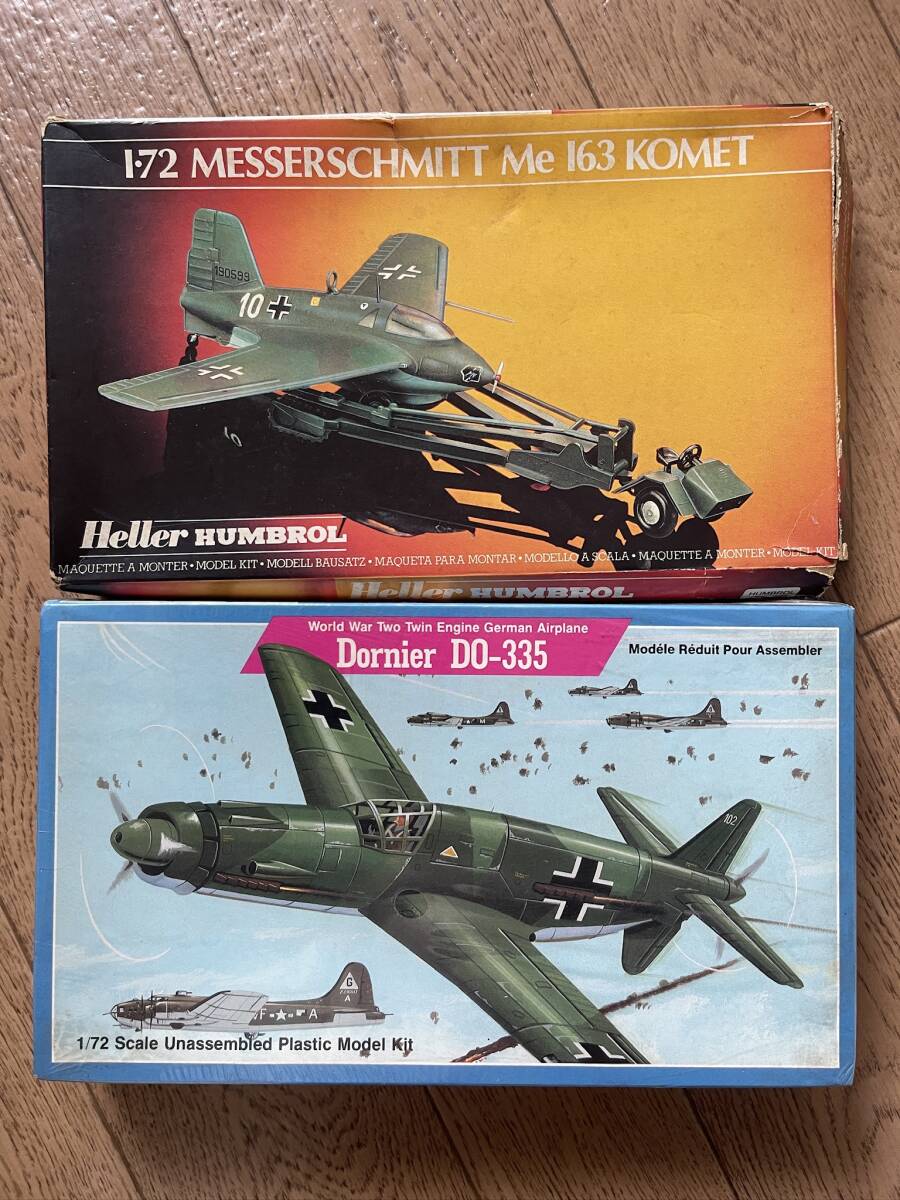 1·72 MESSERSCHMITT Me 163 KOMET
190599
10
Heller HUMBROL
MAQUETTE A MONTER • MODEL KIT • MODELL BAUSATZ • MAQUETA PARA MONTAR • MODELLO A SCALA • MAQUETTE A MONTER • MODEL KIT
Heller HUMBROL
HUMBROL
World War Two Twin Engine German Airplane
Dornier DO-335
Modéle Réduit Pour Assembler
M
102
G
A
F
A
1/72 Scale Unassembled Plastic Model Kit